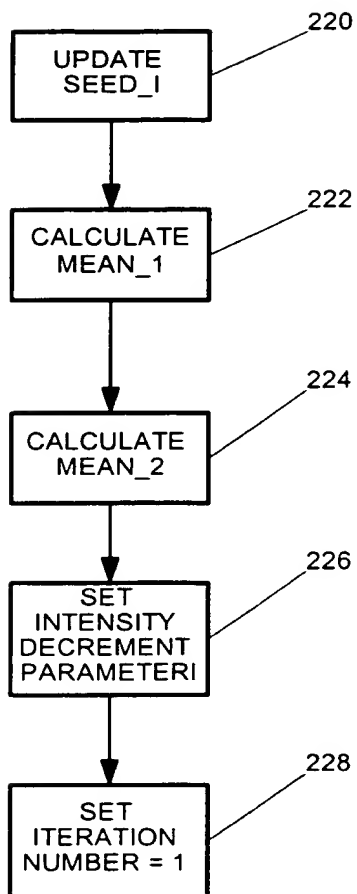 220
UPDATE
SEED_I
222
CALCULATE
MEAN_1
224
CALCULATE
MEAN_2
226
SET
INTENSITY
DECREMENT
PARAMETERI
228
SET
ITERATION
NUMBER = 1